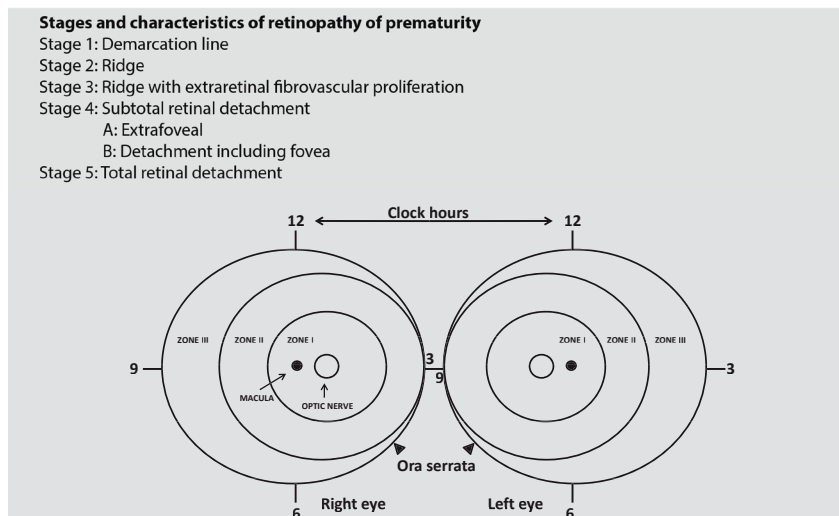 Stages and characteristics of retinopathy of prematurity
Stage 1: Demarcation line
Stage 2: Ridge
Stage 3: Ridge with extraretinal fibrovascular proliferation
Stage 4: Subtotal retinal detachment
A: Extrafoveal
B: Detachment including fovea
Stage 5: Total retinal detachment
12 Clock hours 12
ZONE III ZONE II ZONE I ZONE I ZONE II ZONE III
9 3 9 3
MACULA OPTIC NERVE
Ora serrata
6 Right eye Left eye 6